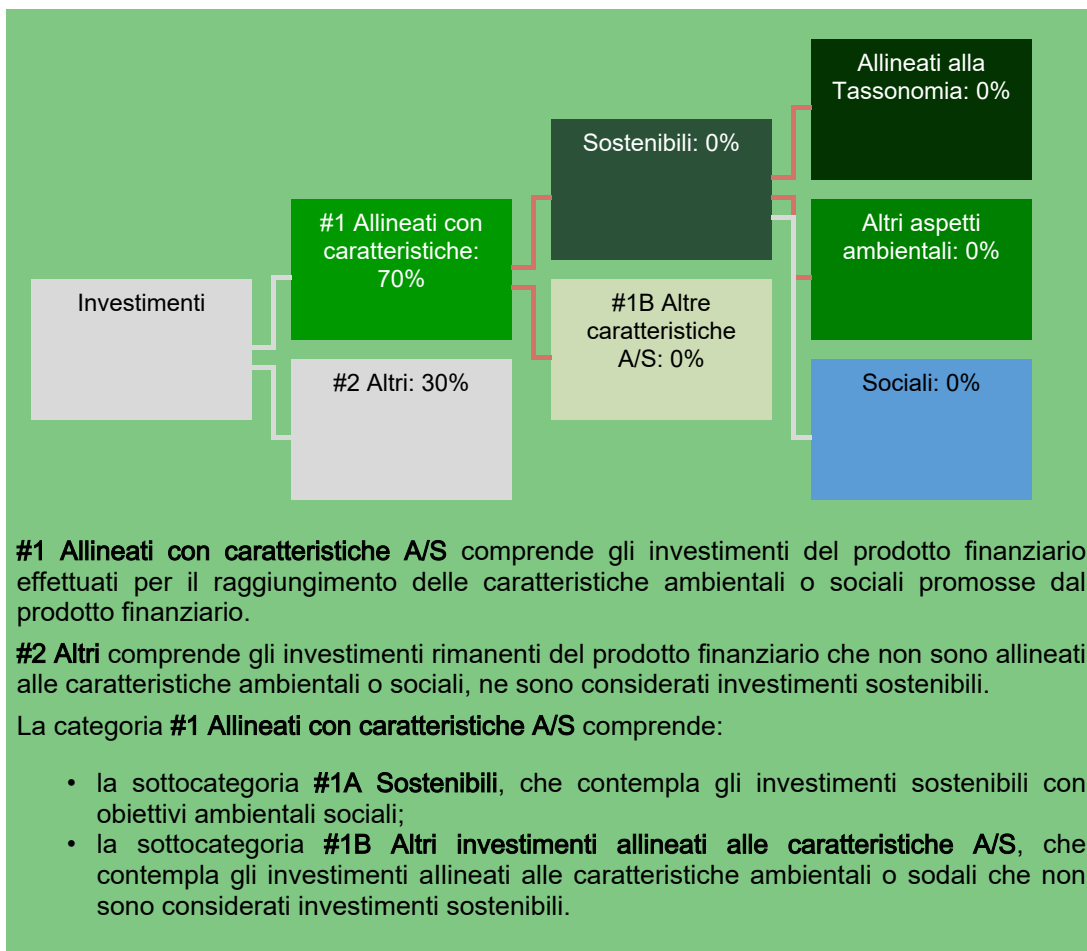 Allineati alla
Tassonomia: 0%
Sostenibili: 0%
#1 Allineati con
caratteristiche:
70%
Altri aspetti
ambientali: 0%
Investimenti
#1B Altre
caratteristiche
A/S: 0%
#2 Altri: 30%
Sociali: 0%
#1 Allineati con caratteristiche A/S comprende gli investimenti del prodotto finanziario
effettuati per il raggiungimento delle caratteristiche ambientali o sociali promosse dal
prodotto finanziario.
#2 Altri comprende gli investimenti rimanenti del prodotto finanziario che non sono allineati
alle caratteristiche ambientali o sociali, ne sono considerati investimenti sostenibili.
La categoria #1 Allineati con caratteristiche A/S comprende:
• la sottocategoria #1A Sostenibili, che contempla gli investimenti sostenibili con
obiettivi ambientali sociali;
• la sottocategoria #1B Altri investimenti allineati alle caratteristiche A/S, che
contempla gli investimenti allineati alle caratteristiche ambientali o sodali che non
sono considerati investimenti sostenibili.